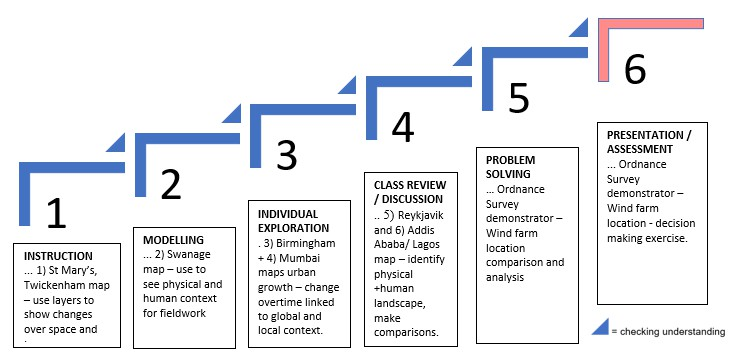 1
INSTRUCTION
... 1) St Mary's,
Twickenham map
– use layers to
show changes
over space and
2
MODELLING
... 2) Swanage
map – use to
see physical and
human context
for fieldwork
3
INDIVIDUAL
EXPLORATION
. 3) Birmingham
+ 4) Mumbai
maps urban
growth – change
overtime linked
to global and
local context.
4
CLASS REVIEW
/ DISCUSSION
.. 5) Reykjavik
and 6) Addis
Ababa/ Lagos
map – identify
physical
+human
landscape,
make
comparisons.
5
PROBLEM
SOLVING
... Ordnance
Survey
demonstrator –
Wind farm
location
comparison and
analysis
6
PRESENTATION /
ASSESSMENT
... Ordnance
Survey
demonstrator –
Wind farm
location - decision
making exercise.
= checking understanding